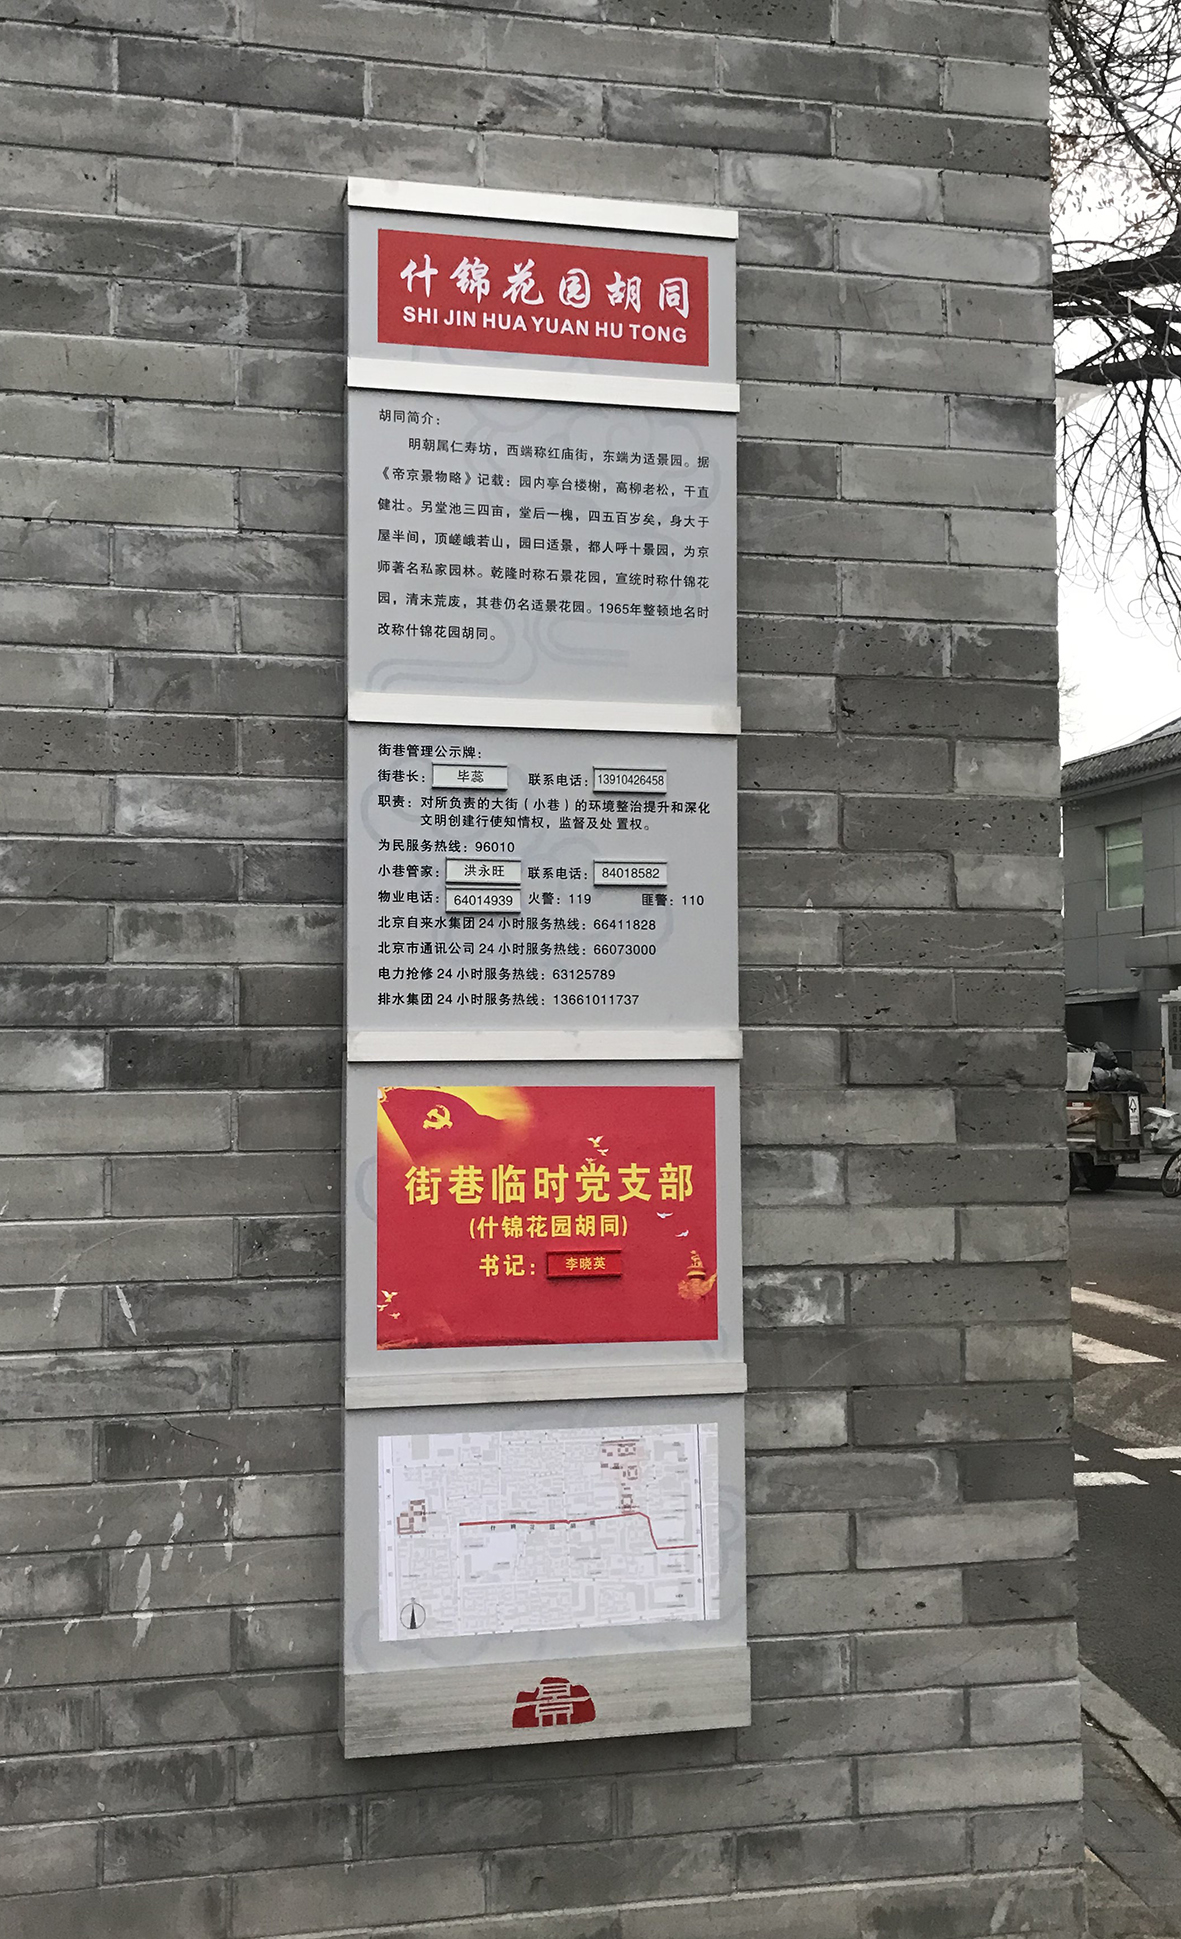 什锦花园胡同
SHI JIN HUA YUAN HU TONG
胡同简介：
明朝属仁寿坊，西端称红庙街，东端为适景园。据
《帝京景物略》记载：园内亭台楼榭，高柳老松，干直
健壮。另堂池三四亩，堂后一槐，四五百岁矣，身大于
屋半间，顶嵯峨若山，园曰适景，都人呼十景园，为京
师著名私家园林。乾隆时称石景花园，宣统时称什锦花
园，清末荒废，其巷仍名适景花园。1965年整顿地名时
改称什锦花园胡同。
街巷管理公示牌：
街巷长：毕蕊 联系电话：13910426458
职责：对所负责的大街（小巷）的环境整治提升和深化
文明创建行使知情权，监督及处置权。
为民服务热线：96010
小巷管家：洪永旺 联系电话：84018582
物业电话：64014939 火警：119 匪警：110
北京自来水集团24小时服务热线：66411828
北京市通讯公司24小时服务热线：66073000
电力抢修24小时服务热线：63125789
排水集团24小时服务热线：13661011737
街巷临时党支部
(什锦花园胡同)
书记：李晓英
什锦花园胡同
景